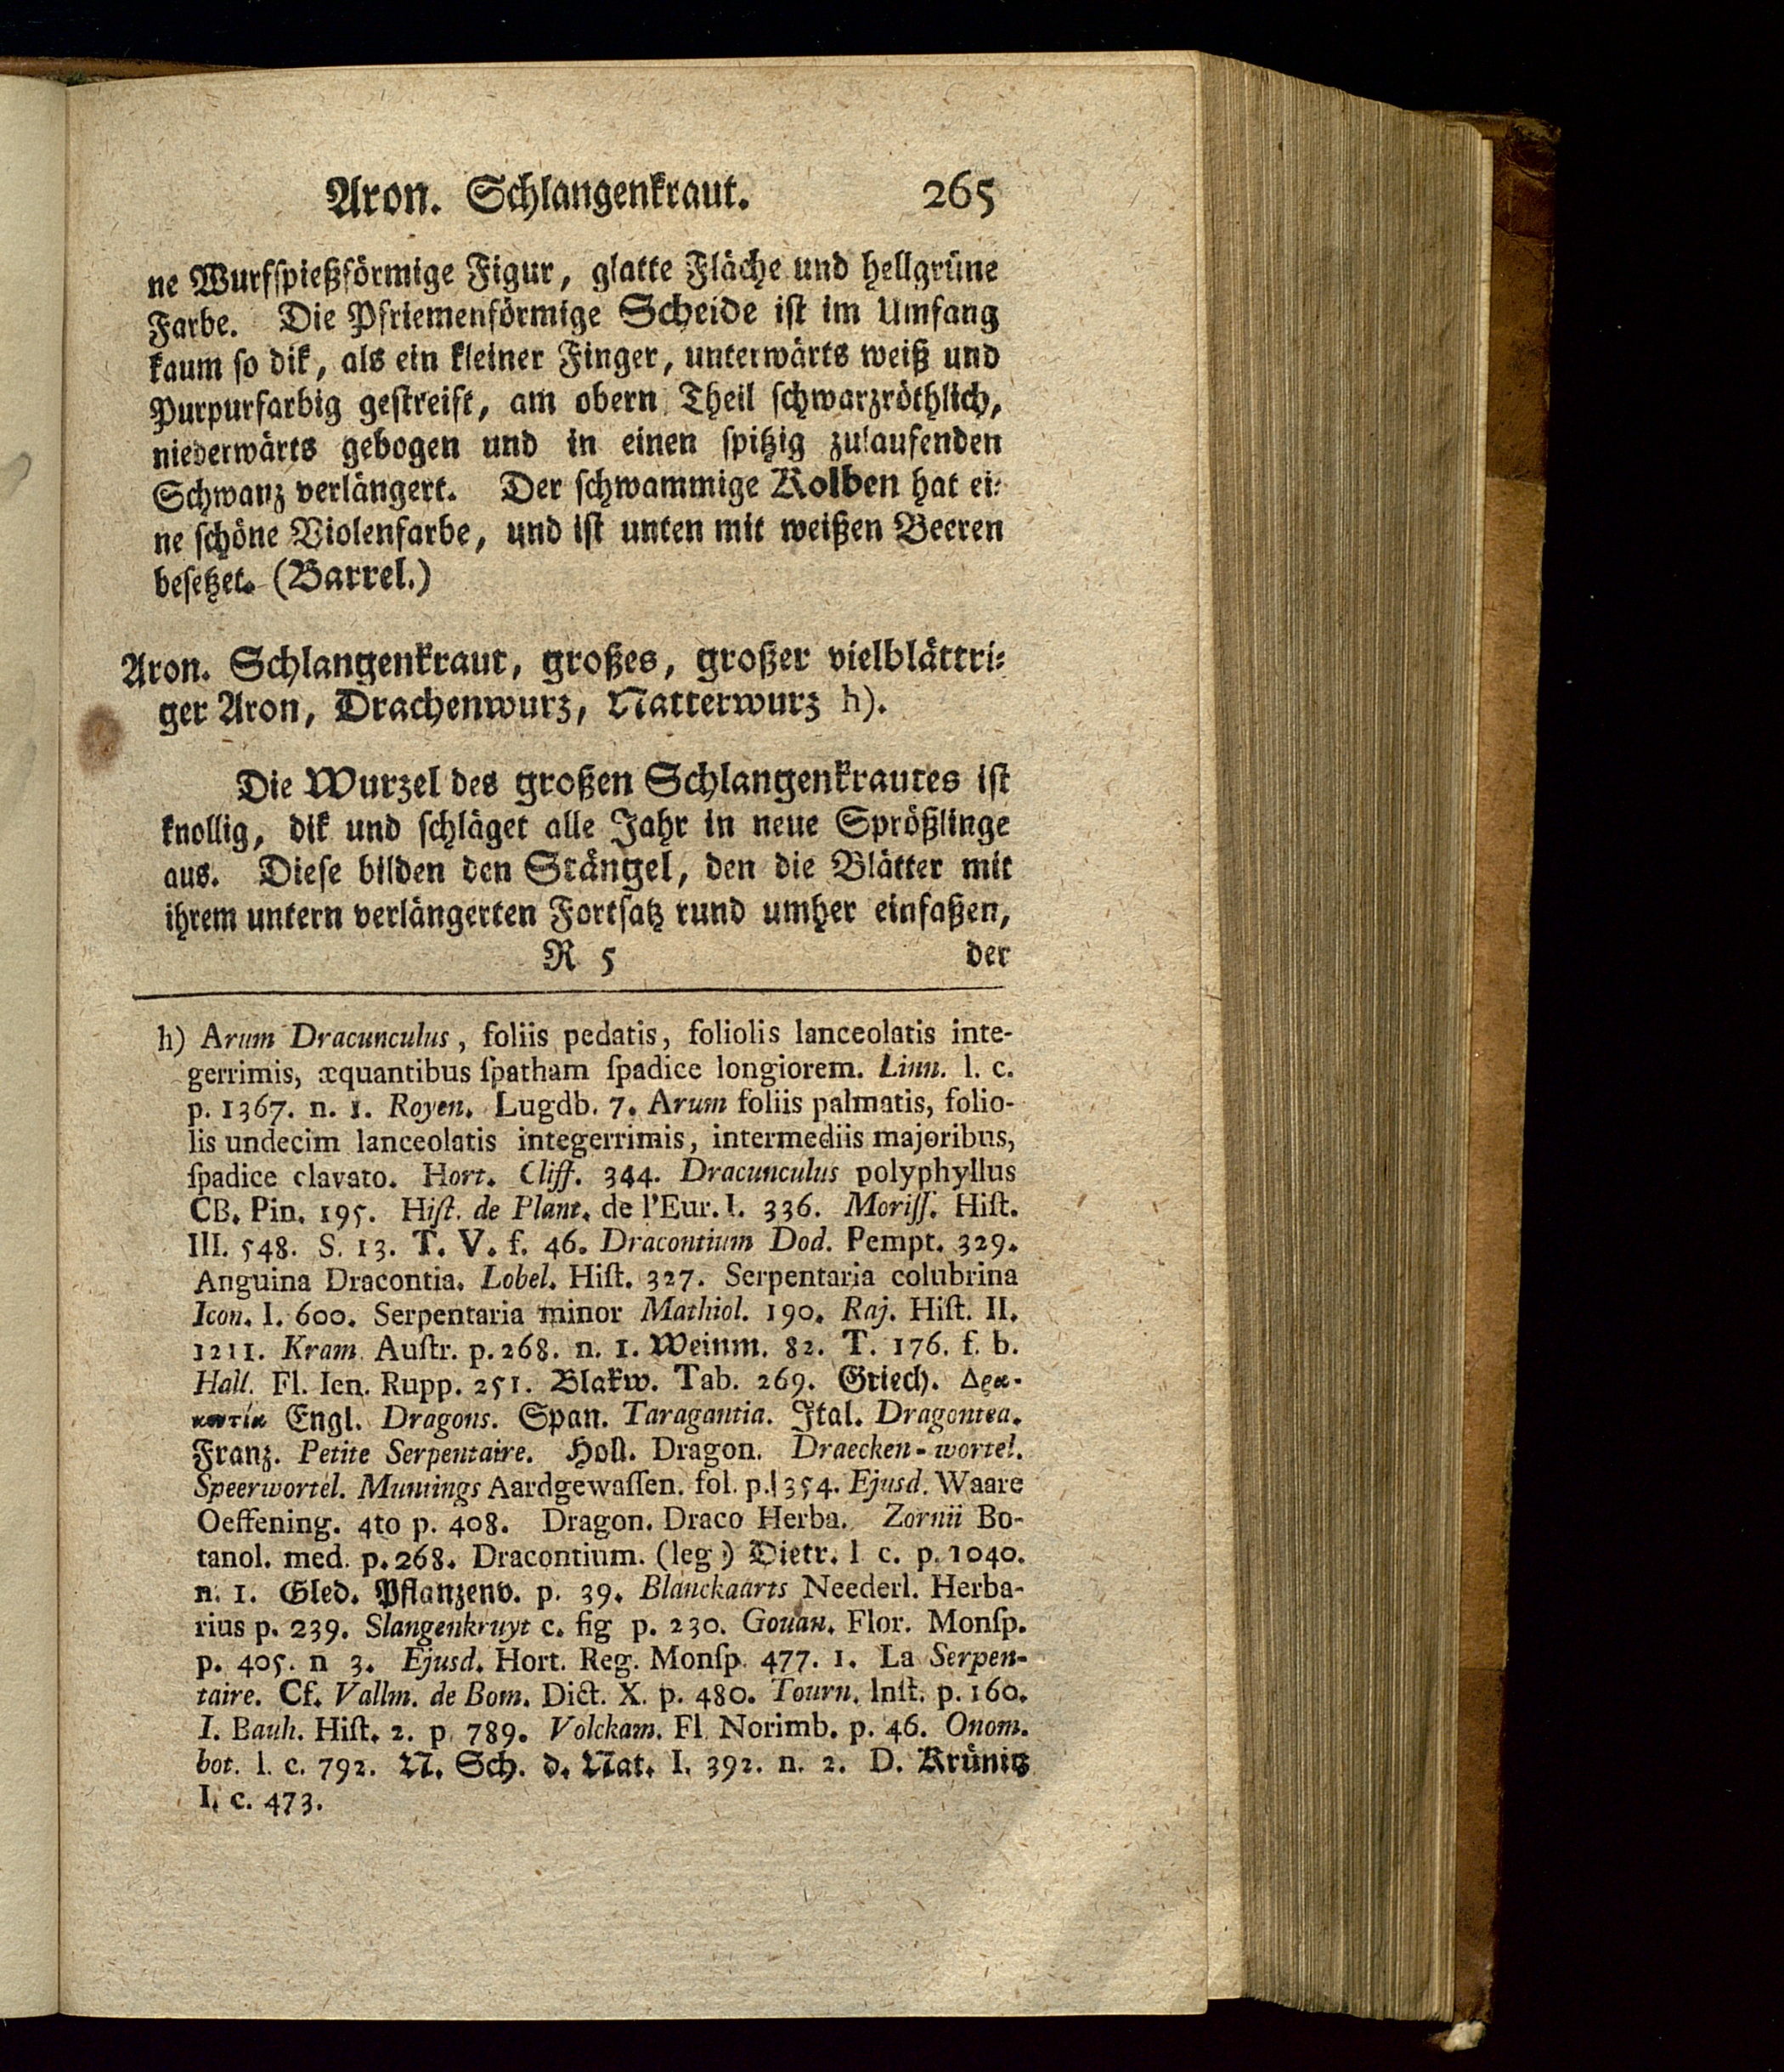 Aron. Schlangenkraut. 265
ne Wurfspießförmige Figur, glatte Fläche und hellgrüne
Farbe. Die Pfriemenförmige Scheide ist im Umfang
kaum so dik, als ein kleiner Finger, unterwärts weiß und
Purpurfarbig gestreift, am obern Theil schwarzröthlich,
niederwärts gebogen und in einen spitzig zulaufenden
Schwanz verlängert. Der schwammige Kolben hat ei-
ne schöne Violenfarbe, und ist unten mit weißen Beeren
besetzet. (Barrel.)
Aron. Schlangenkraut, großes, großer vielblättri-
ger Aron, Drachenwurz, Natterwurz h).
Die Wurzel des großen Schlangenkrautes ist
knollig, dik und schläget alle Jahr in neue Sprößlinge
aus. Diese bilden den Stängel, den die Blätter mit
ihrem untern verlängerten Fortsatz rund umher einfaßen,
R 5 der
h) Arum Dracunculus, foliis pedatis, foliolis lanceolatis inte-
gerrimis, æquantibus ſpatham ſpadice longiorem. Linn. l. c.
p. 1367. n. 1. Royen. Lugdb. 7. Arum foliis palmatis, folio-
lis undecim lanceolatis integerrimis, intermediis majoribus,
ſpadice clavato. Hort. Cliff. 344. Dracunculus polyphyllus
CB. Pin. 195. Hiſt. de Plant. de l'Eur. I. 336. Moriſſ. Hiſt.
III. 548. S. 13. T. V. f. 46. Dracontium Dod. Pempt. 329.
Anguina Dracontia. Lobel. Hiſt. 327. Serpentaria colubrina
Icon. I. 600. Serpentaria minor Mathiol. 190. Raj. Hiſt. II.
1211. Kram. Auſtr. p. 268. n. 1. Weinm. 82. T. 176. f. b.
Hall. Fl. Ien. Rupp. 251. Blakw. Tab. 269. Griech. Δρα-
κοντία Engl. Dragons. Span. Taragantia. Ital. Dragontea.
Franz. Petite Serpentaire. Holl. Dragon. Draecken-wortel.
Speerwortel. Muntings Aardgewaſſen. fol. p. 354. Ejusd. Waare
Oeffening. 4to p. 408. Dragon. Draco Herba. Zornii Bo-
tanol. med. p. 268. Dracontium. (leg.) Dietr. l c. p. 1040.
n. 1. Gled. Pflanzenv. p. 39. Blanckaarts Neederl. Herba-
rius p. 239. Slangenkruyt c. fig p. 230. Gouan. Flor. Monſp.
p. 405. n 3. Ejusd. Hort. Reg. Monſp. 477. 1. La Serpen-
taire. Cf. Vallm. de Bom. Dict. X. p. 480. Tourn. Inſt. p. 160.
I. Bauh. Hiſt. 2. p. 789. Volckam. Fl. Norimb. p. 46. Onom.
bot. l. c. 792. N. Sch. d. Nat. I. 392. n. 2. D. Krünitz
l. c. 473.